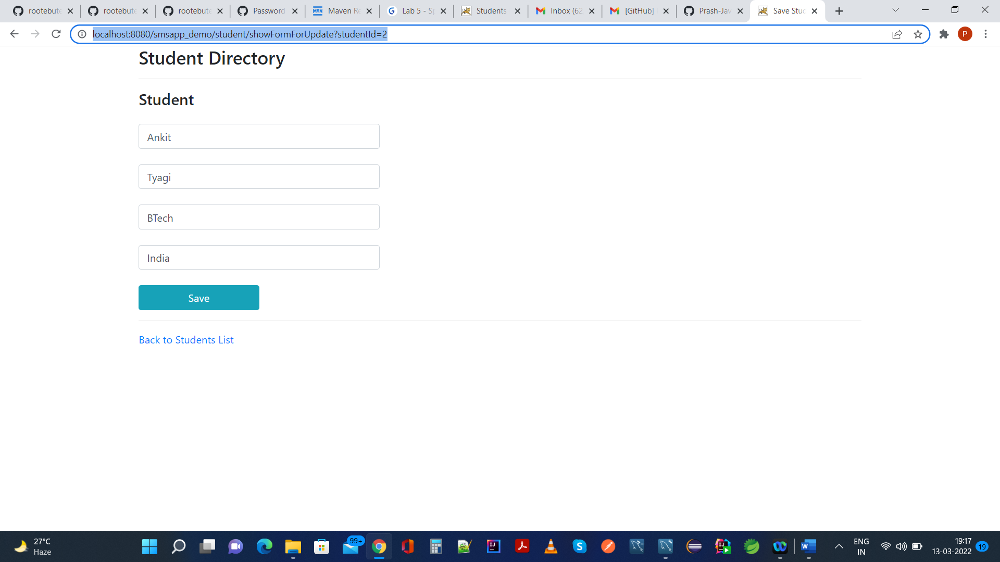 rootebute
rootebute
rootebute
Password
Maven Re
Lab 5 - Sp
Students
Inbox (62
[GitHub]
Prash-Jav
Save Stud
localhost:8080/smsapp_demo/student/showFormForUpdate?studentId=2
P
Student Directory
Student
Ankit
Tyagi
BTech
India
Save
Back to Students List
27°C
Haze
99+
ENG
IN
19:17
13-03-2022
19